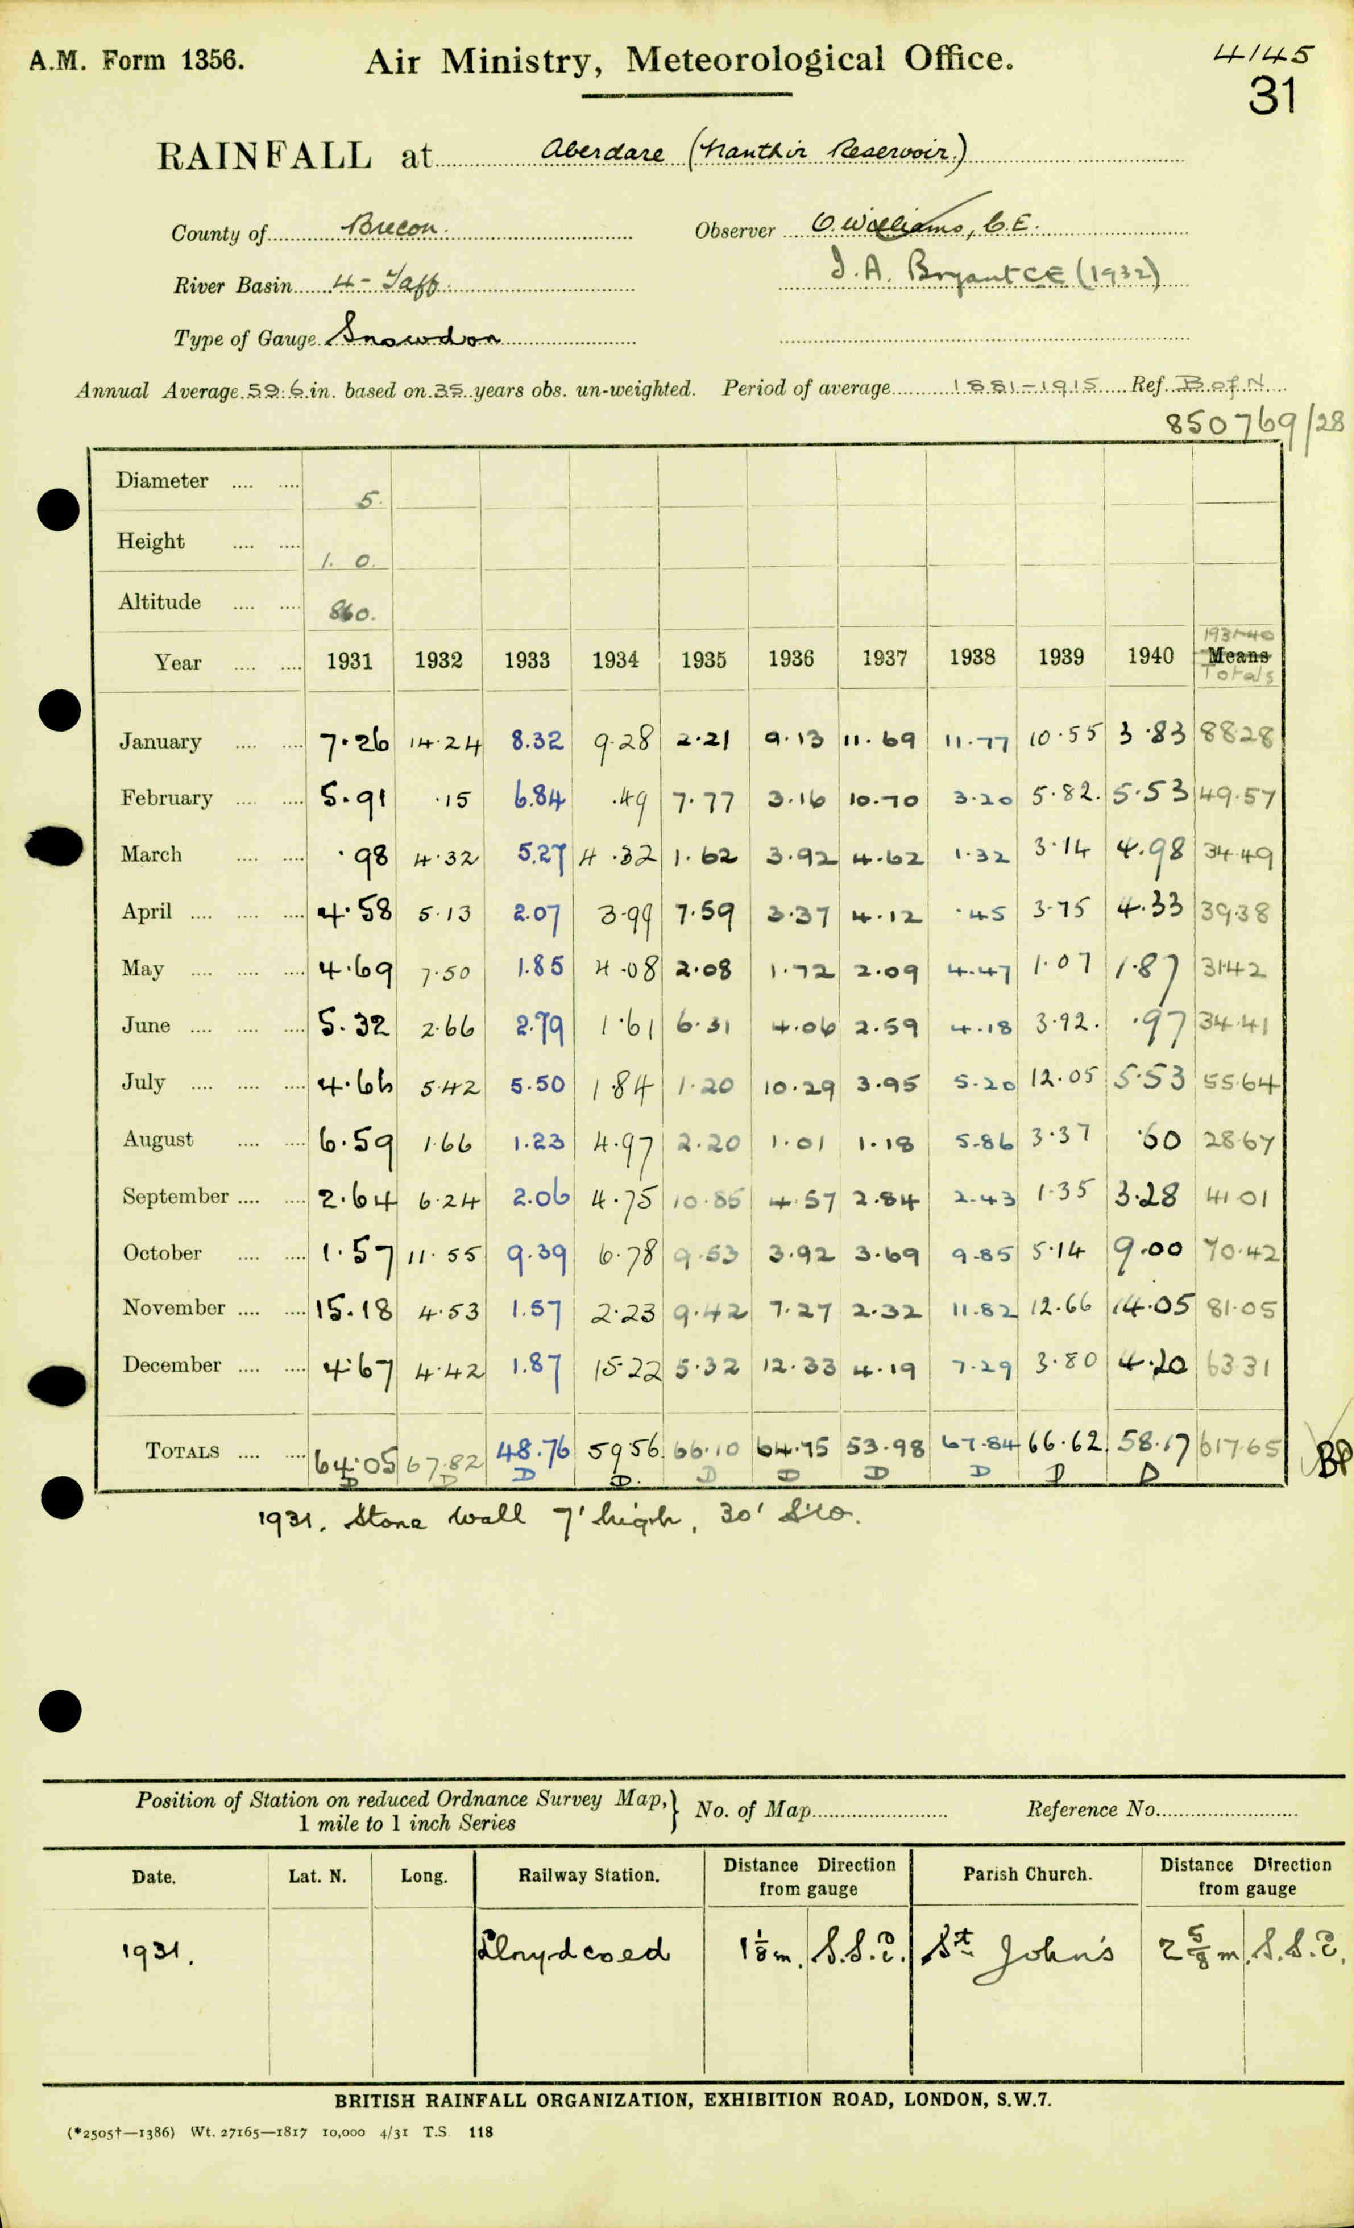 A.M. Form 1356. Air Ministry, Meteorological Office. 4145
31
RAINFALL at Aberdare (Nanthir Reservoir.)
County of Brecon. Observer O. Williams, C.E.
River Basin 4 - Taff. I. A. Bryant CE (1932)
Type of Gauge Snowdon
Annual Average 59.6 in. based on 35 years obs. un-weighted. Period of average 1881-1915 Ref. B of N
850769/28
Diameter 5.
Height 1. 0.
Altitude 860.
1931-40
Year 1931 1932 1933 1934 1935 1936 1937 1938 1939 1940 Means
Totals
January 7.26 14.24 8.32 9.28 2.21 9.13 11.69 11.77 10.55 3.83 88.28
February 5.91 .15 6.84 .49 7.77 3.16 10.70 3.20 5.82. 5.53 49.57
March .98 4.32 5.27 4.32 1.62 3.92 4.62 1.32 3.14 4.98 34.49
April 4.58 5.13 2.07 3.99 7.59 3.37 4.12 .45 3.75 4.33 39.38
May 4.69 7.50 1.85 4.08 2.08 1.72 2.09 4.47 1.07 1.87 31.42
June 5.32 2.66 2.79 1.61 6.31 4.06 2.59 4.18 3.92. .97 34.41
July 4.66 5.42 5.50 1.84 1.20 10.29 3.95 5.20 12.05 5.53 55.64
August 6.59 1.66 1.23 4.97 2.20 1.01 1.18 5.86 3.37 .60 28.67
September 2.64 6.24 2.06 4.75 10.85 4.57 2.84 2.43 1.35 3.28 41.01
October 1.57 11.55 9.39 6.78 9.53 3.92 3.69 9.85 5.14 9.00 70.42
November 15.18 4.53 1.57 2.23 9.42 7.27 2.32 11.82 12.66 14.05 81.05
December 4.67 4.42 1.87 15.22 5.32 12.33 4.19 7.29 3.80 4.20 63.31
TOTALS 64.05 67.82 48.76 59.56 66.10 64.75 53.98 67.84 66.62 58.17 617.65 BP
D D D D. D D D D D D
1931. Stone wall 7' high, 30' SW.
Position of Station on reduced Ordnance Survey Map, 1 mile to 1 inch Series } No. of Map Reference No.
Date. Lat. N. Long. Railway Station. Distance Direction from gauge Parish Church. Distance Direction from gauge
1931. Llwydcoed 1 1/8 m. S.S.E. St John's 2 5/8 m. S.S.E.
BRITISH RAINFALL ORGANIZATION, EXHIBITION ROAD, LONDON, S.W.7.
(*2505†—1386) Wt. 27165—1817 10,000 4/31 T.S. 118